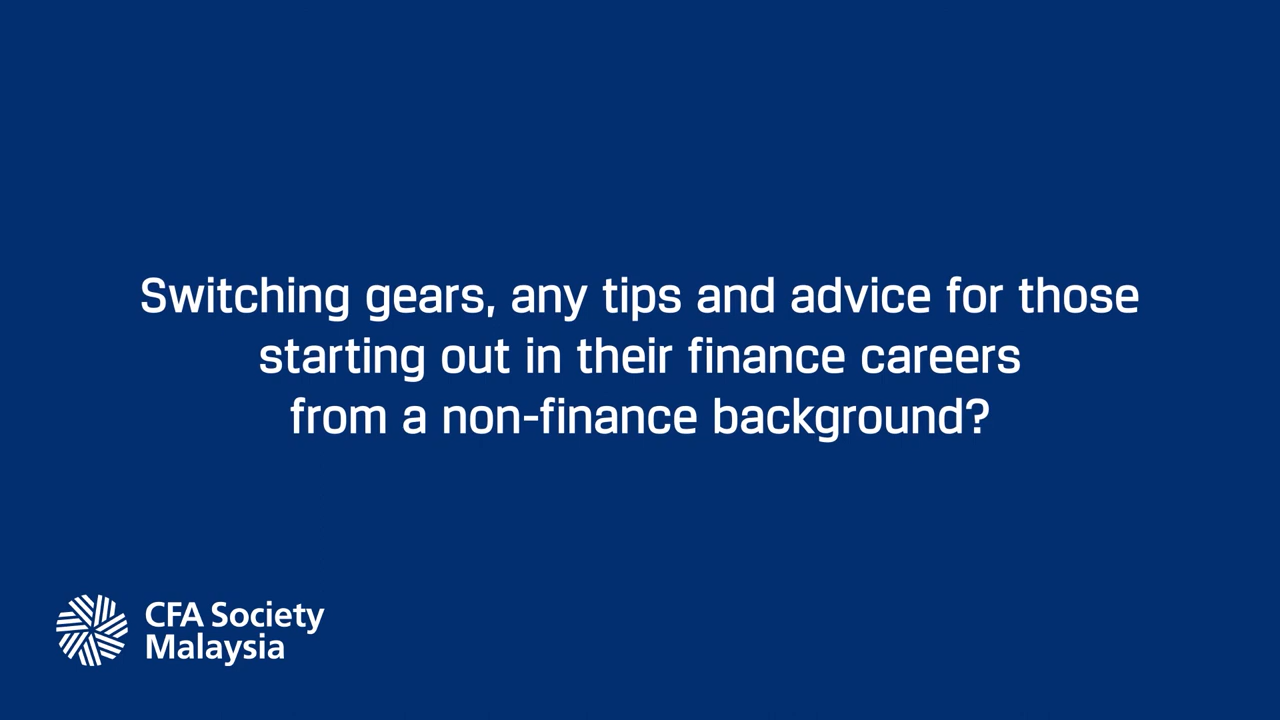 Switching gears, any tips and advice for those
starting out in their finance careers
from a non-finance background?
CFA Society
Malaysia